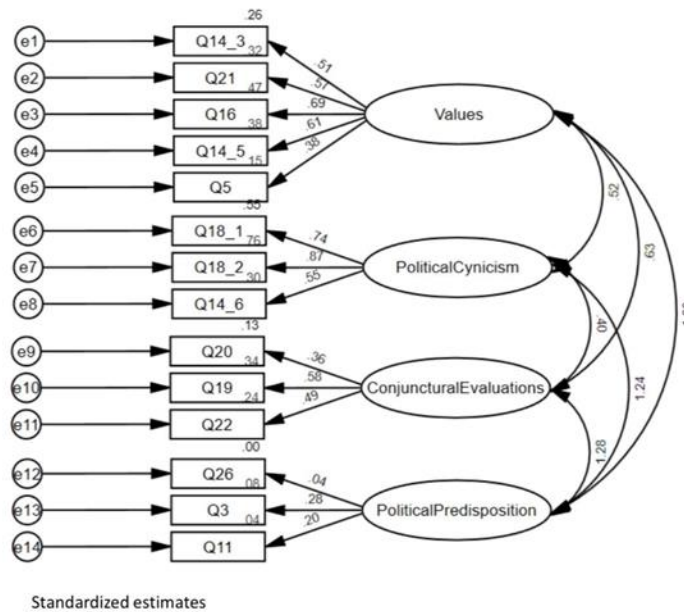 .26
e1 Q14_3 .32 .51
e2 Q21 .47 .57
e3 Q16 .38 .69 Values
e4 Q14_5 .15 .61
e5 Q5 .38
.52
.55
.63
e6 Q18_1 .76 .74
e7 Q18_2 .30 .87 PoliticalCynicism
e8 Q14_6 .55
.13 .40
e9 Q20 .34 .36
e10 Q19 .24 .58 ConjuncturalEvaluations 1.24
e11 Q22 .49
.00 1.28
e12 Q26 .08 .04
e13 Q3 .04 .28 PoliticalPredisposition
e14 Q11 .20
Standardized estimates